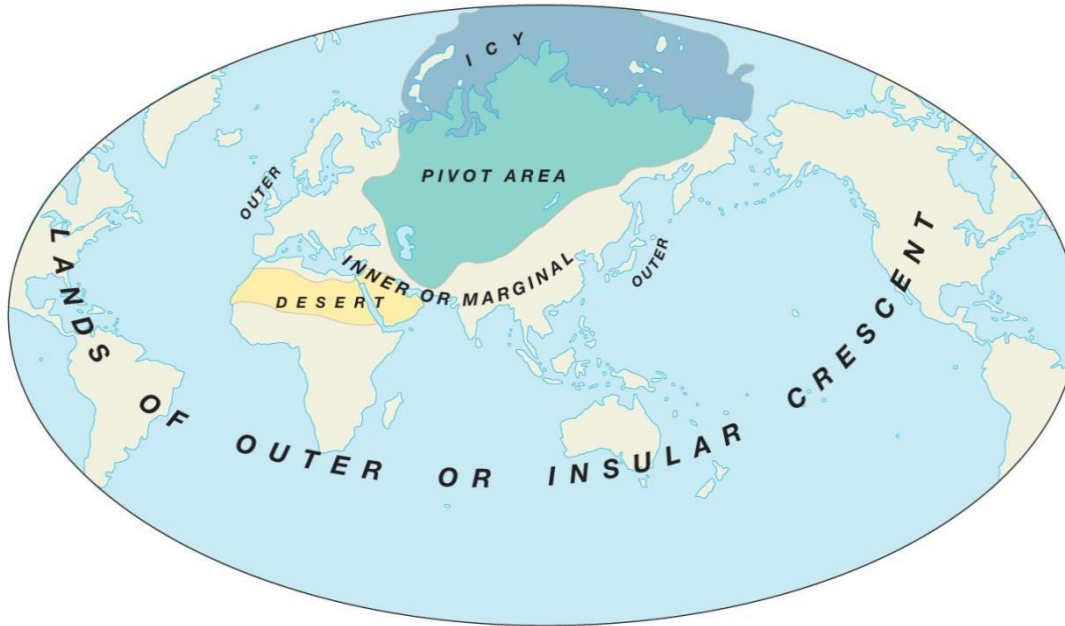 ICY
PIVOT AREA
OUTER
INNER OR MARGINAL
OUTER
DESERT
LANDS OF OUTER OR INSULAR CRESCENT